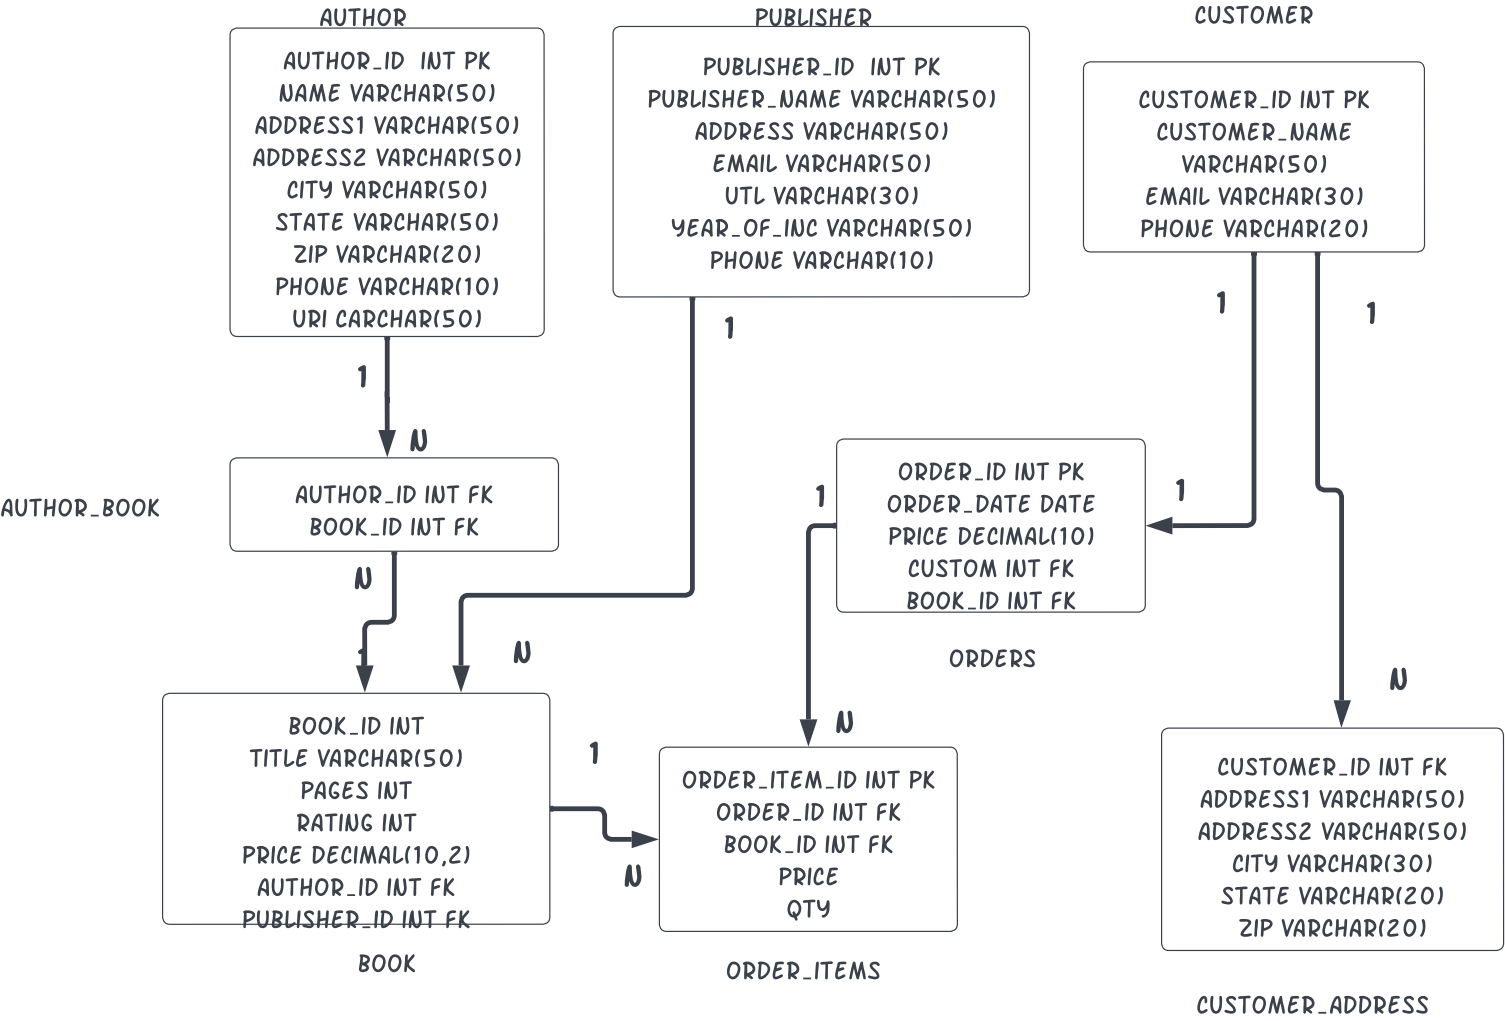 AUTHOR
AUTHOR_ID INT PK
NAME VARCHAR(50)
ADDRESS1 VARCHAR(50)
ADDRESS2 VARCHAR(50)
CITY VARCHAR(50)
STATE VARCHAR(50)
ZIP VARCHAR(20)
PHONE VARCHAR(10)
URI CARCHAR(50)
PUBLISHER
PUBLISHER_ID INT PK
PUBLISHER_NAME VARCHAR(50)
ADDRESS VARCHAR(50)
EMAIL VARCHAR(50)
UTL VARCHAR(30)
YEAR_OF_INC VARCHAR(50)
PHONE VARCHAR(10)
CUSTOMER
CUSTOMER_ID INT PK
CUSTOMER_NAME
VARCHAR(50)
EMAIL VARCHAR(30)
PHONE VARCHAR(20)
1
N
1
1
1
AUTHOR_BOOK
AUTHOR_ID INT FK
BOOK_ID INT FK
N
1
N
1
ORDER_ID INT PK
ORDER_DATE DATE
PRICE DECIMAL(10)
CUSTOM INT FK
BOOK_ID INT FK
1
ORDERS
N
N
BOOK_ID INT
TITLE VARCHAR(50)
PAGES INT
RATING INT
PRICE DECIMAL(10,2)
AUTHOR_ID INT FK
PUBLISHER_ID INT FK
BOOK
1
N
ORDER_ITEM_ID INT PK
ORDER_ID INT FK
BOOK_ID INT FK
PRICE
QTY
ORDER_ITEMS
CUSTOMER_ID INT FK
ADDRESS1 VARCHAR(50)
ADDRESS2 VARCHAR(50)
CITY VARCHAR(30)
STATE VARCHAR(20)
ZIP VARCHAR(20)
CUSTOMER_ADDRESS